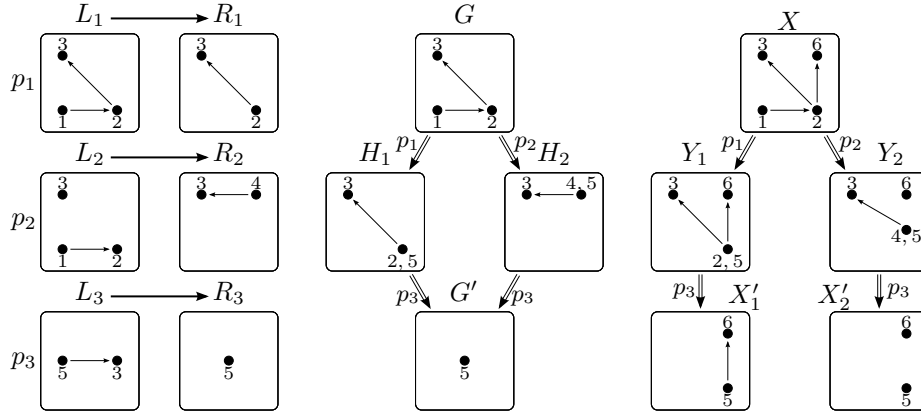 L₁ R₁ G X
3 3 3 3 6
p₁
1 2 2 1 2 1 2
p₁ p₂ p₁ p₂
L₂ R₂ H₁ H₂ Y₁ Y₂
3 3 4 3 3 4, 5 3 6 3 6
p₂
4, 5
1 2 2, 5 2, 5
L₃ R₃ p₃ G′ p₃ p₃ X′₁ X′₂ p₃
6 6
p₃
5 3 5 5
5 5